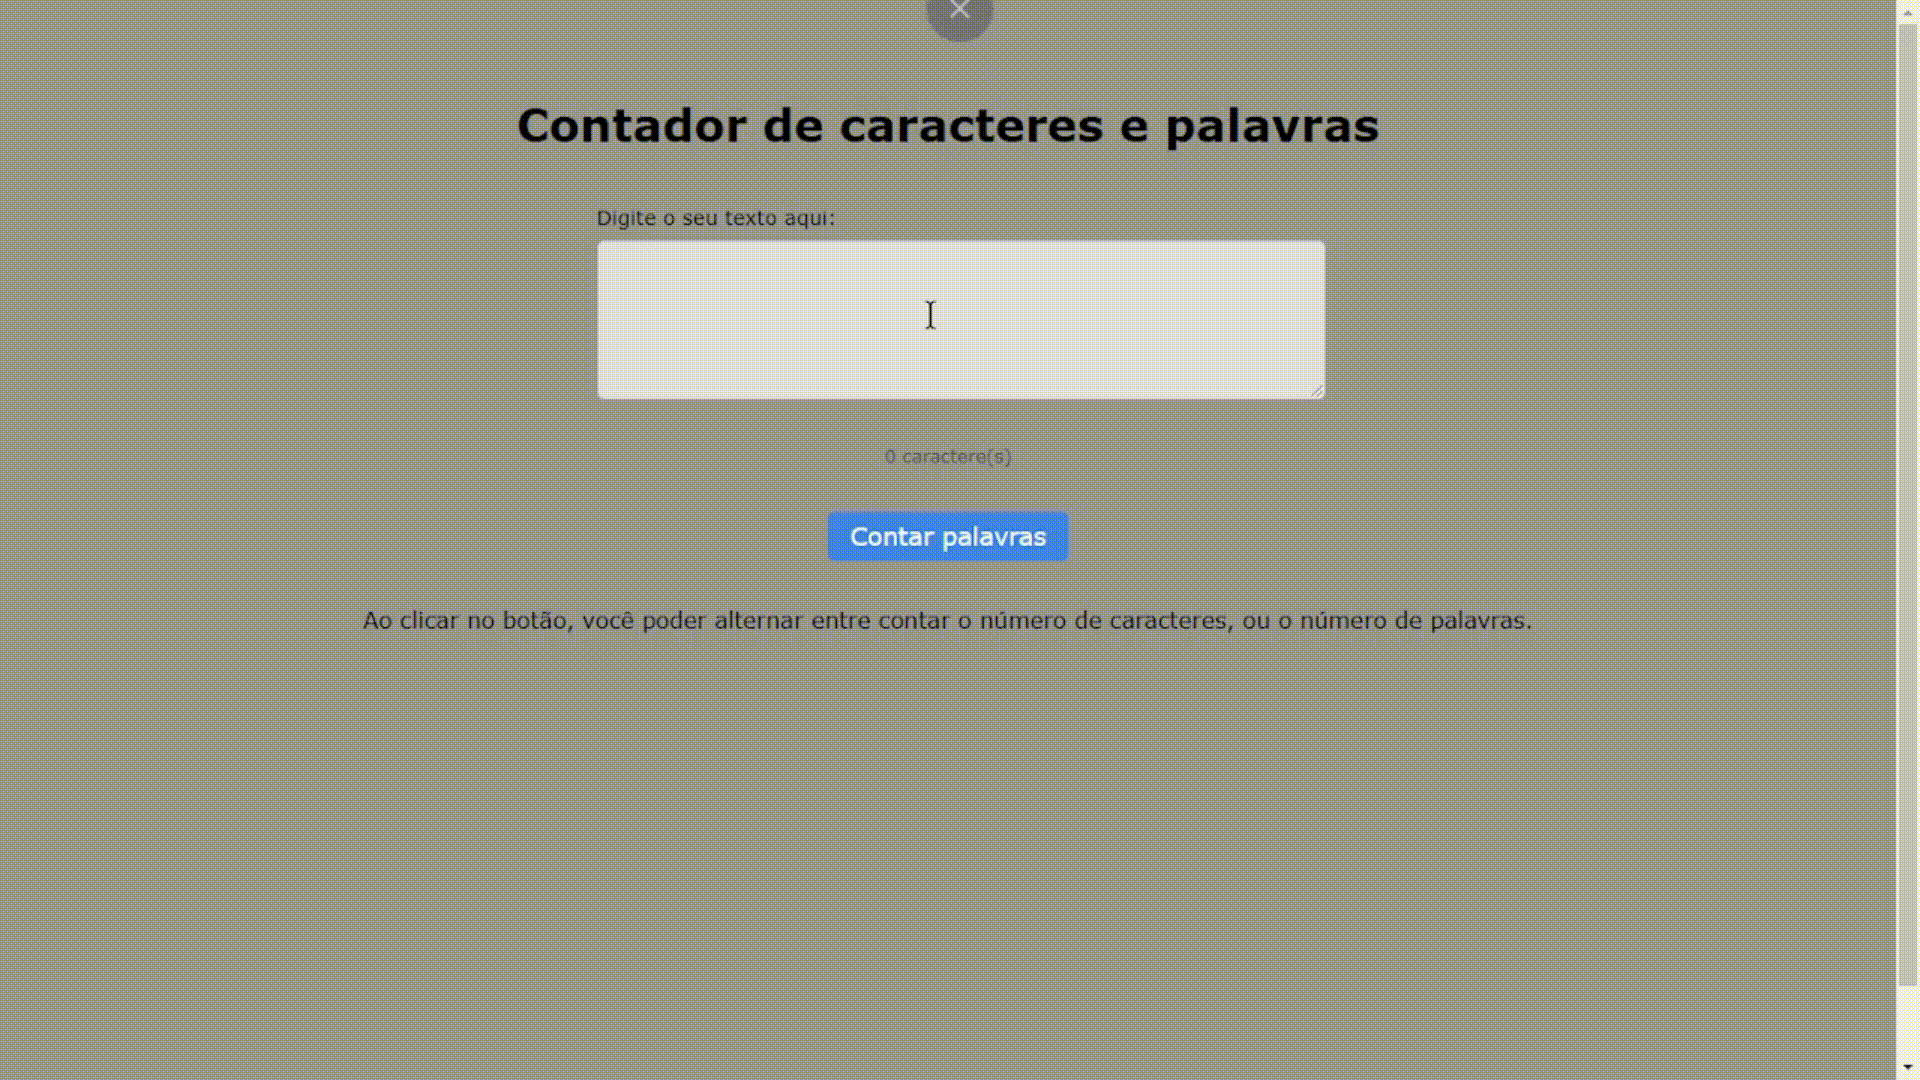 Contador de caracteres e palavras
Digite o seu texto aqui:
0 caractere(s)
Contar palavras
Ao clicar no botão, você poder alternar entre contar o número de caracteres, ou o número de palavras.